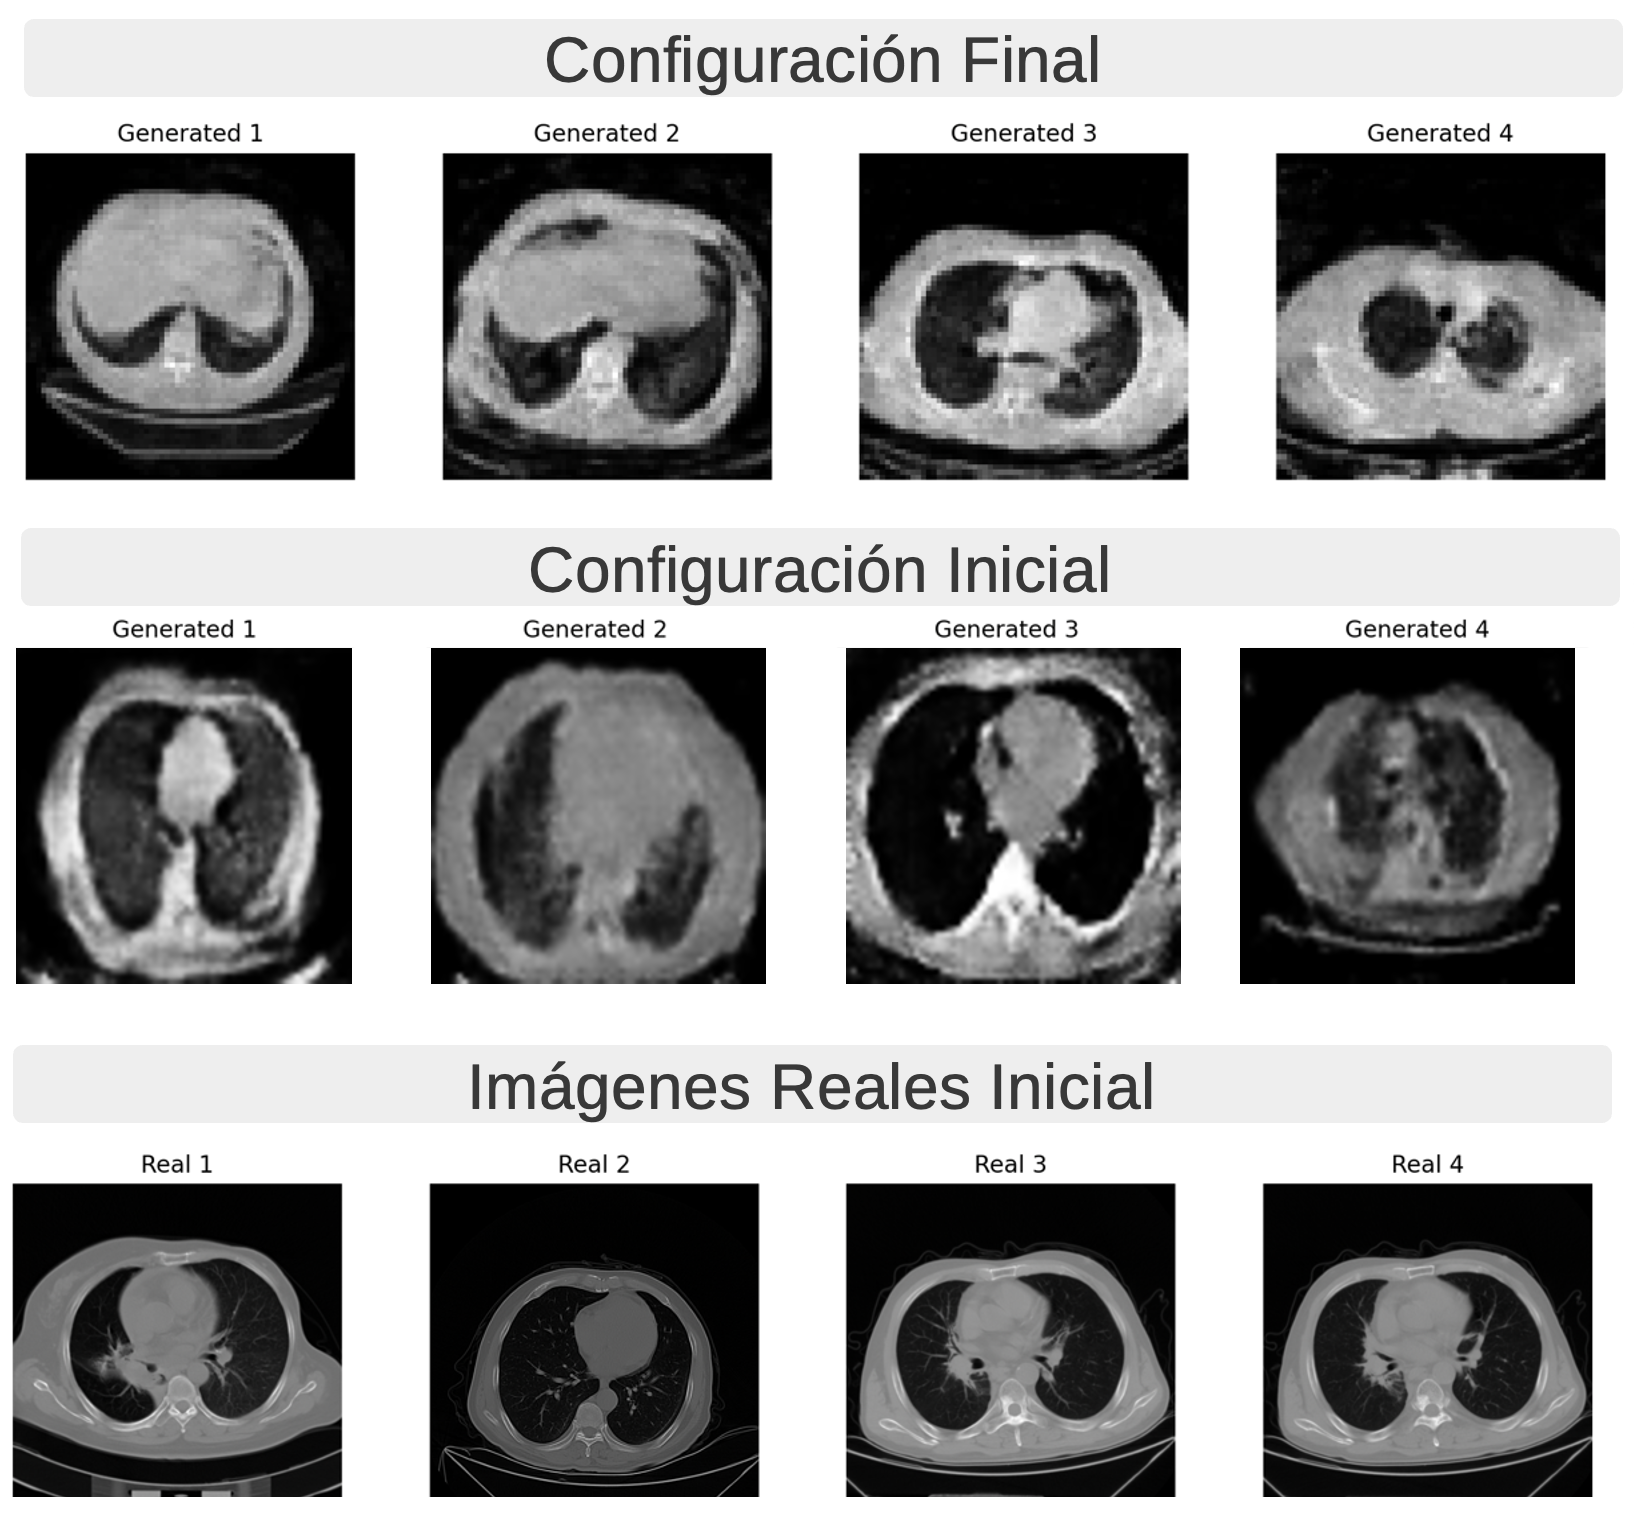 Configuración Final
Generated 1
Generated 2
Generated 3
Generated 4
Configuración Inicial
Generated 1
Generated 2
Generated 3
Generated 4
Imágenes Reales Inicial
Real 1
Real 2
Real 3
Real 4